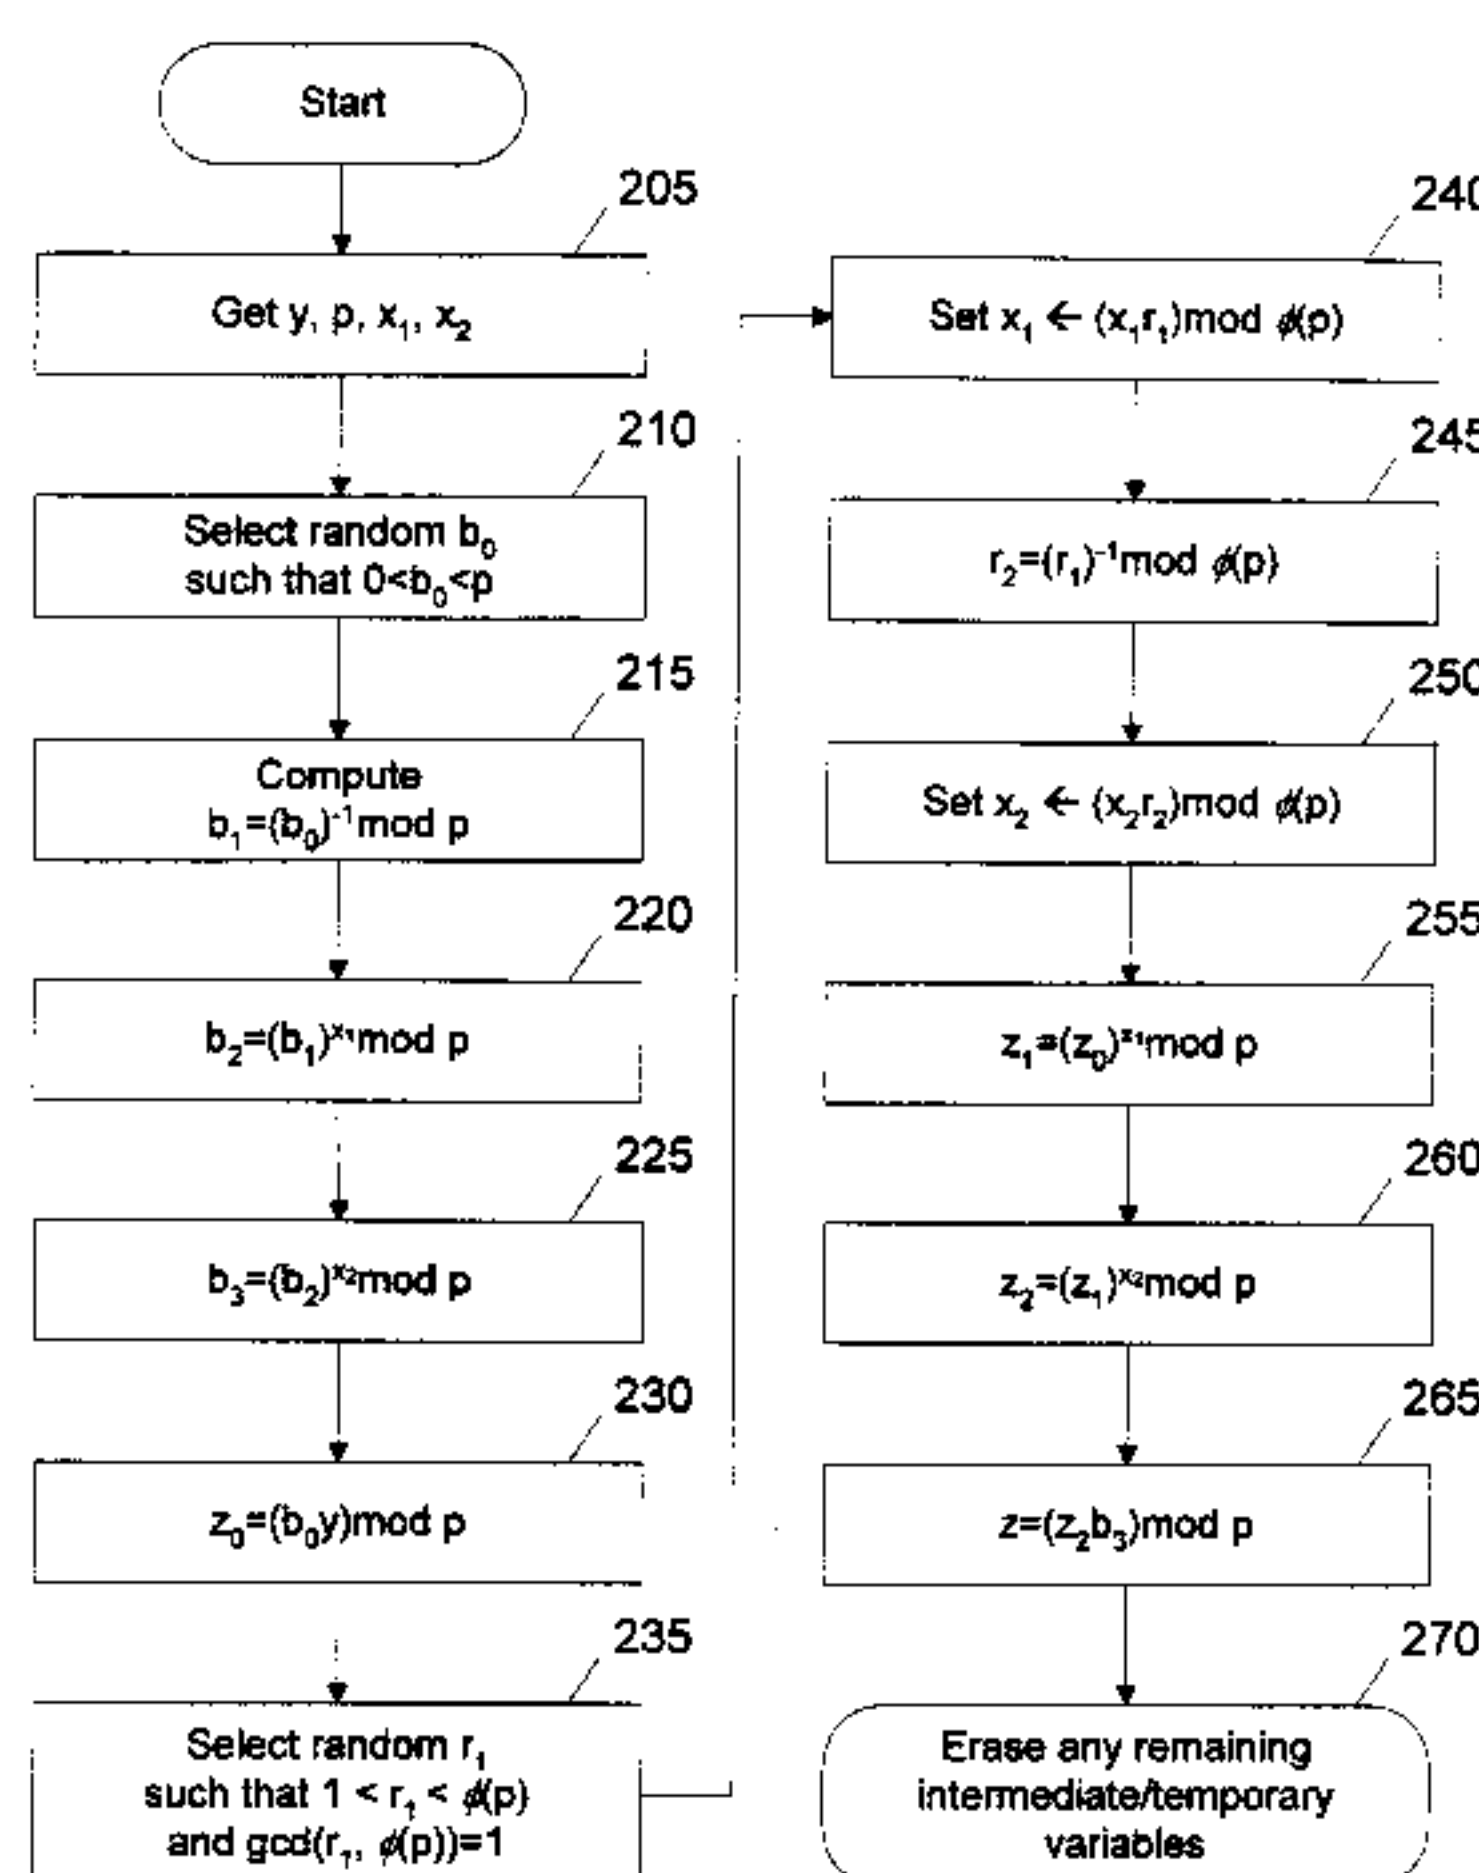 Start
205
Get y, p, x₁, x₂
210
Select random b₀
such that 0<b₀<p
215
Compute
b₁=(b₀)⁻¹mod p
220
b₂=(b₁)ˣ¹mod p
225
b₃=(b₂)ˣ²mod p
230
z₀=(b₀y)mod p
235
Select random r₁
such that 1 < r₁ < ϕ(p)
and gcd(r₁, ϕ(p))=1
240
Set x₁ ← (x₁r₁)mod ϕ(p)
245
r₂=(r₁)⁻¹mod ϕ(p)
250
Set x₂ ← (x₂r₂)mod ϕ(p)
255
z₁=(z₀)ˣ¹mod p
260
z₂=(z₁)ˣ²mod p
265
z=(z₂b₃)mod p
270
Erase any remaining
intermediate/temporary
variables